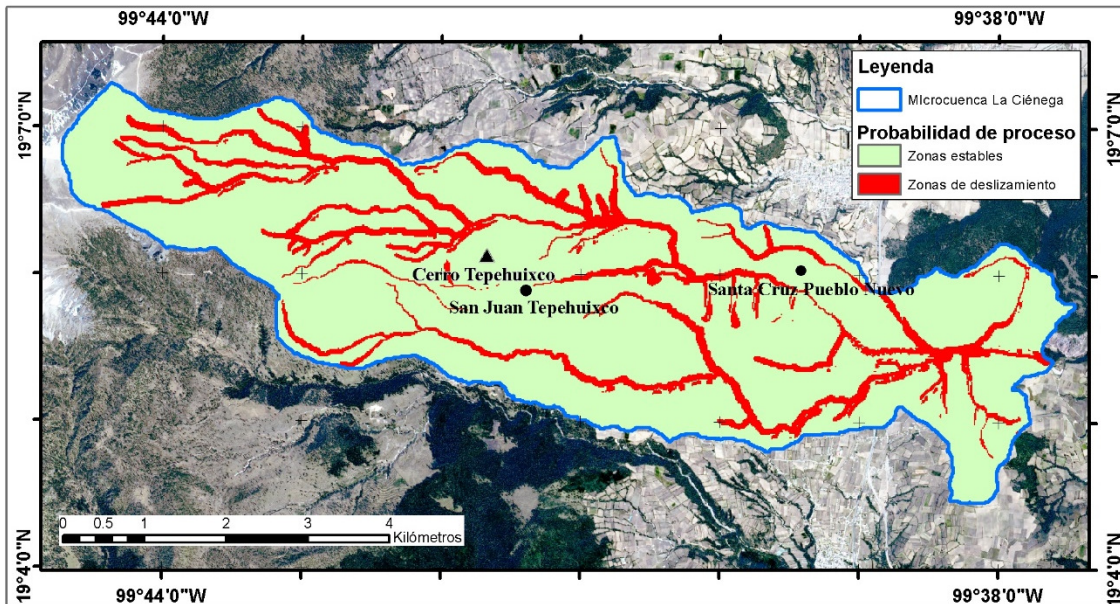 99°44'0"W
99°38'0"W
19°7'0"N
19°7'0"N
Leyenda
Microcuenca La Ciénega
Probabilidad de proceso
Zonas estables
Zonas de deslizamiento
Cerro Tepehuixco
San Juan Tepehuixco
Santa Cruz Pueblo Nuevo
0 0.5 1 2 3 4
Kilómetros
19°4'0"N
19°4'0"N
99°44'0"W
99°38'0"W